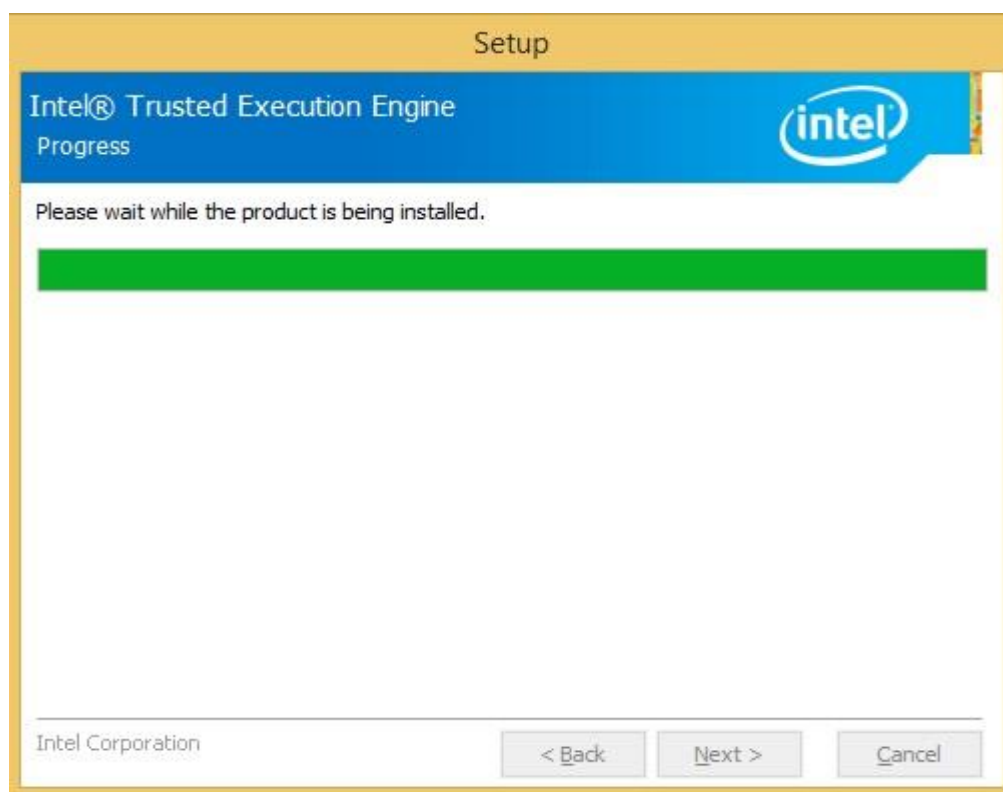 Setup
Intel® Trusted Execution Engine
Progress
intel
Please wait while the product is being installed.
Intel Corporation
< Back
Next >
Cancel